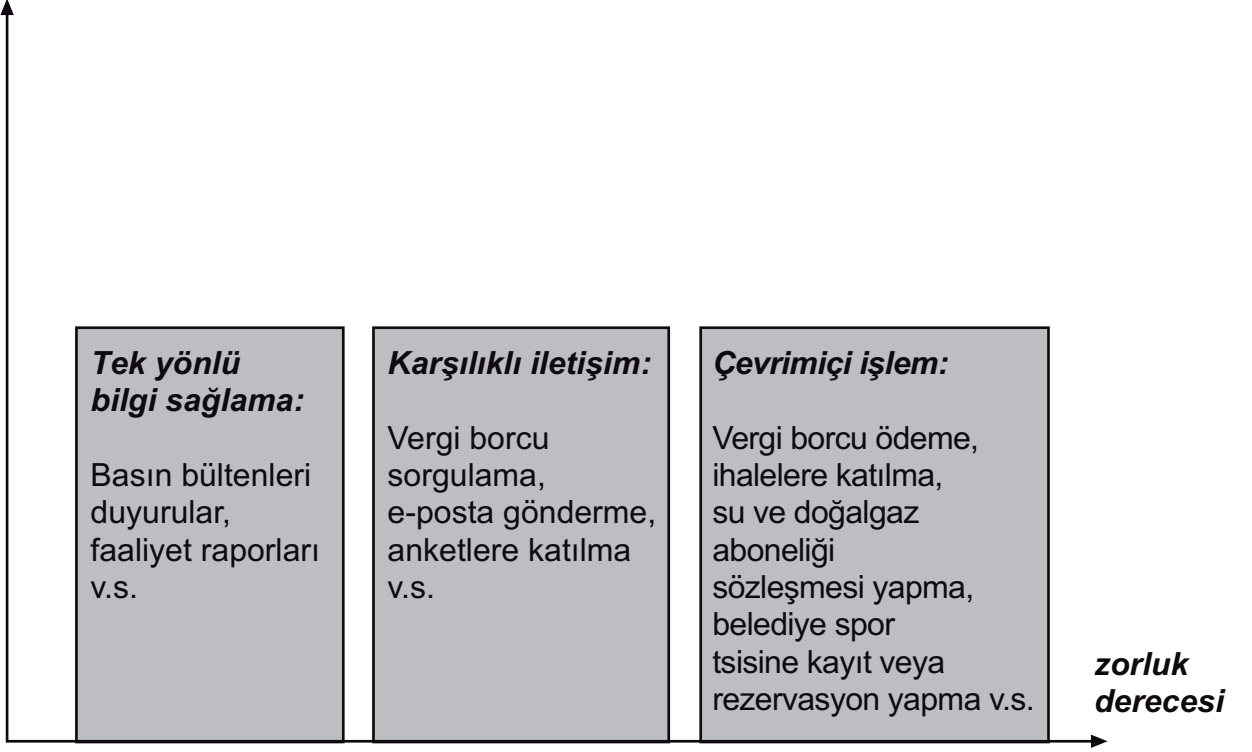 Tek yönlü
bilgi sağlama:
Basın bültenleri
duyurular,
faaliyet raporları
v.s.
Karşılıklı iletişim:
Vergi borcu
sorgulama,
e-posta gönderme,
anketlere katılma
v.s.
Çevrimiçi işlem:
Vergi borcu ödeme,
ihalelere katılma,
su ve doğalgaz
aboneliği
sözleşmesi yapma,
belediye spor
tsisine kayıt veya
rezervasyon yapma v.s.
zorluk
derecesi